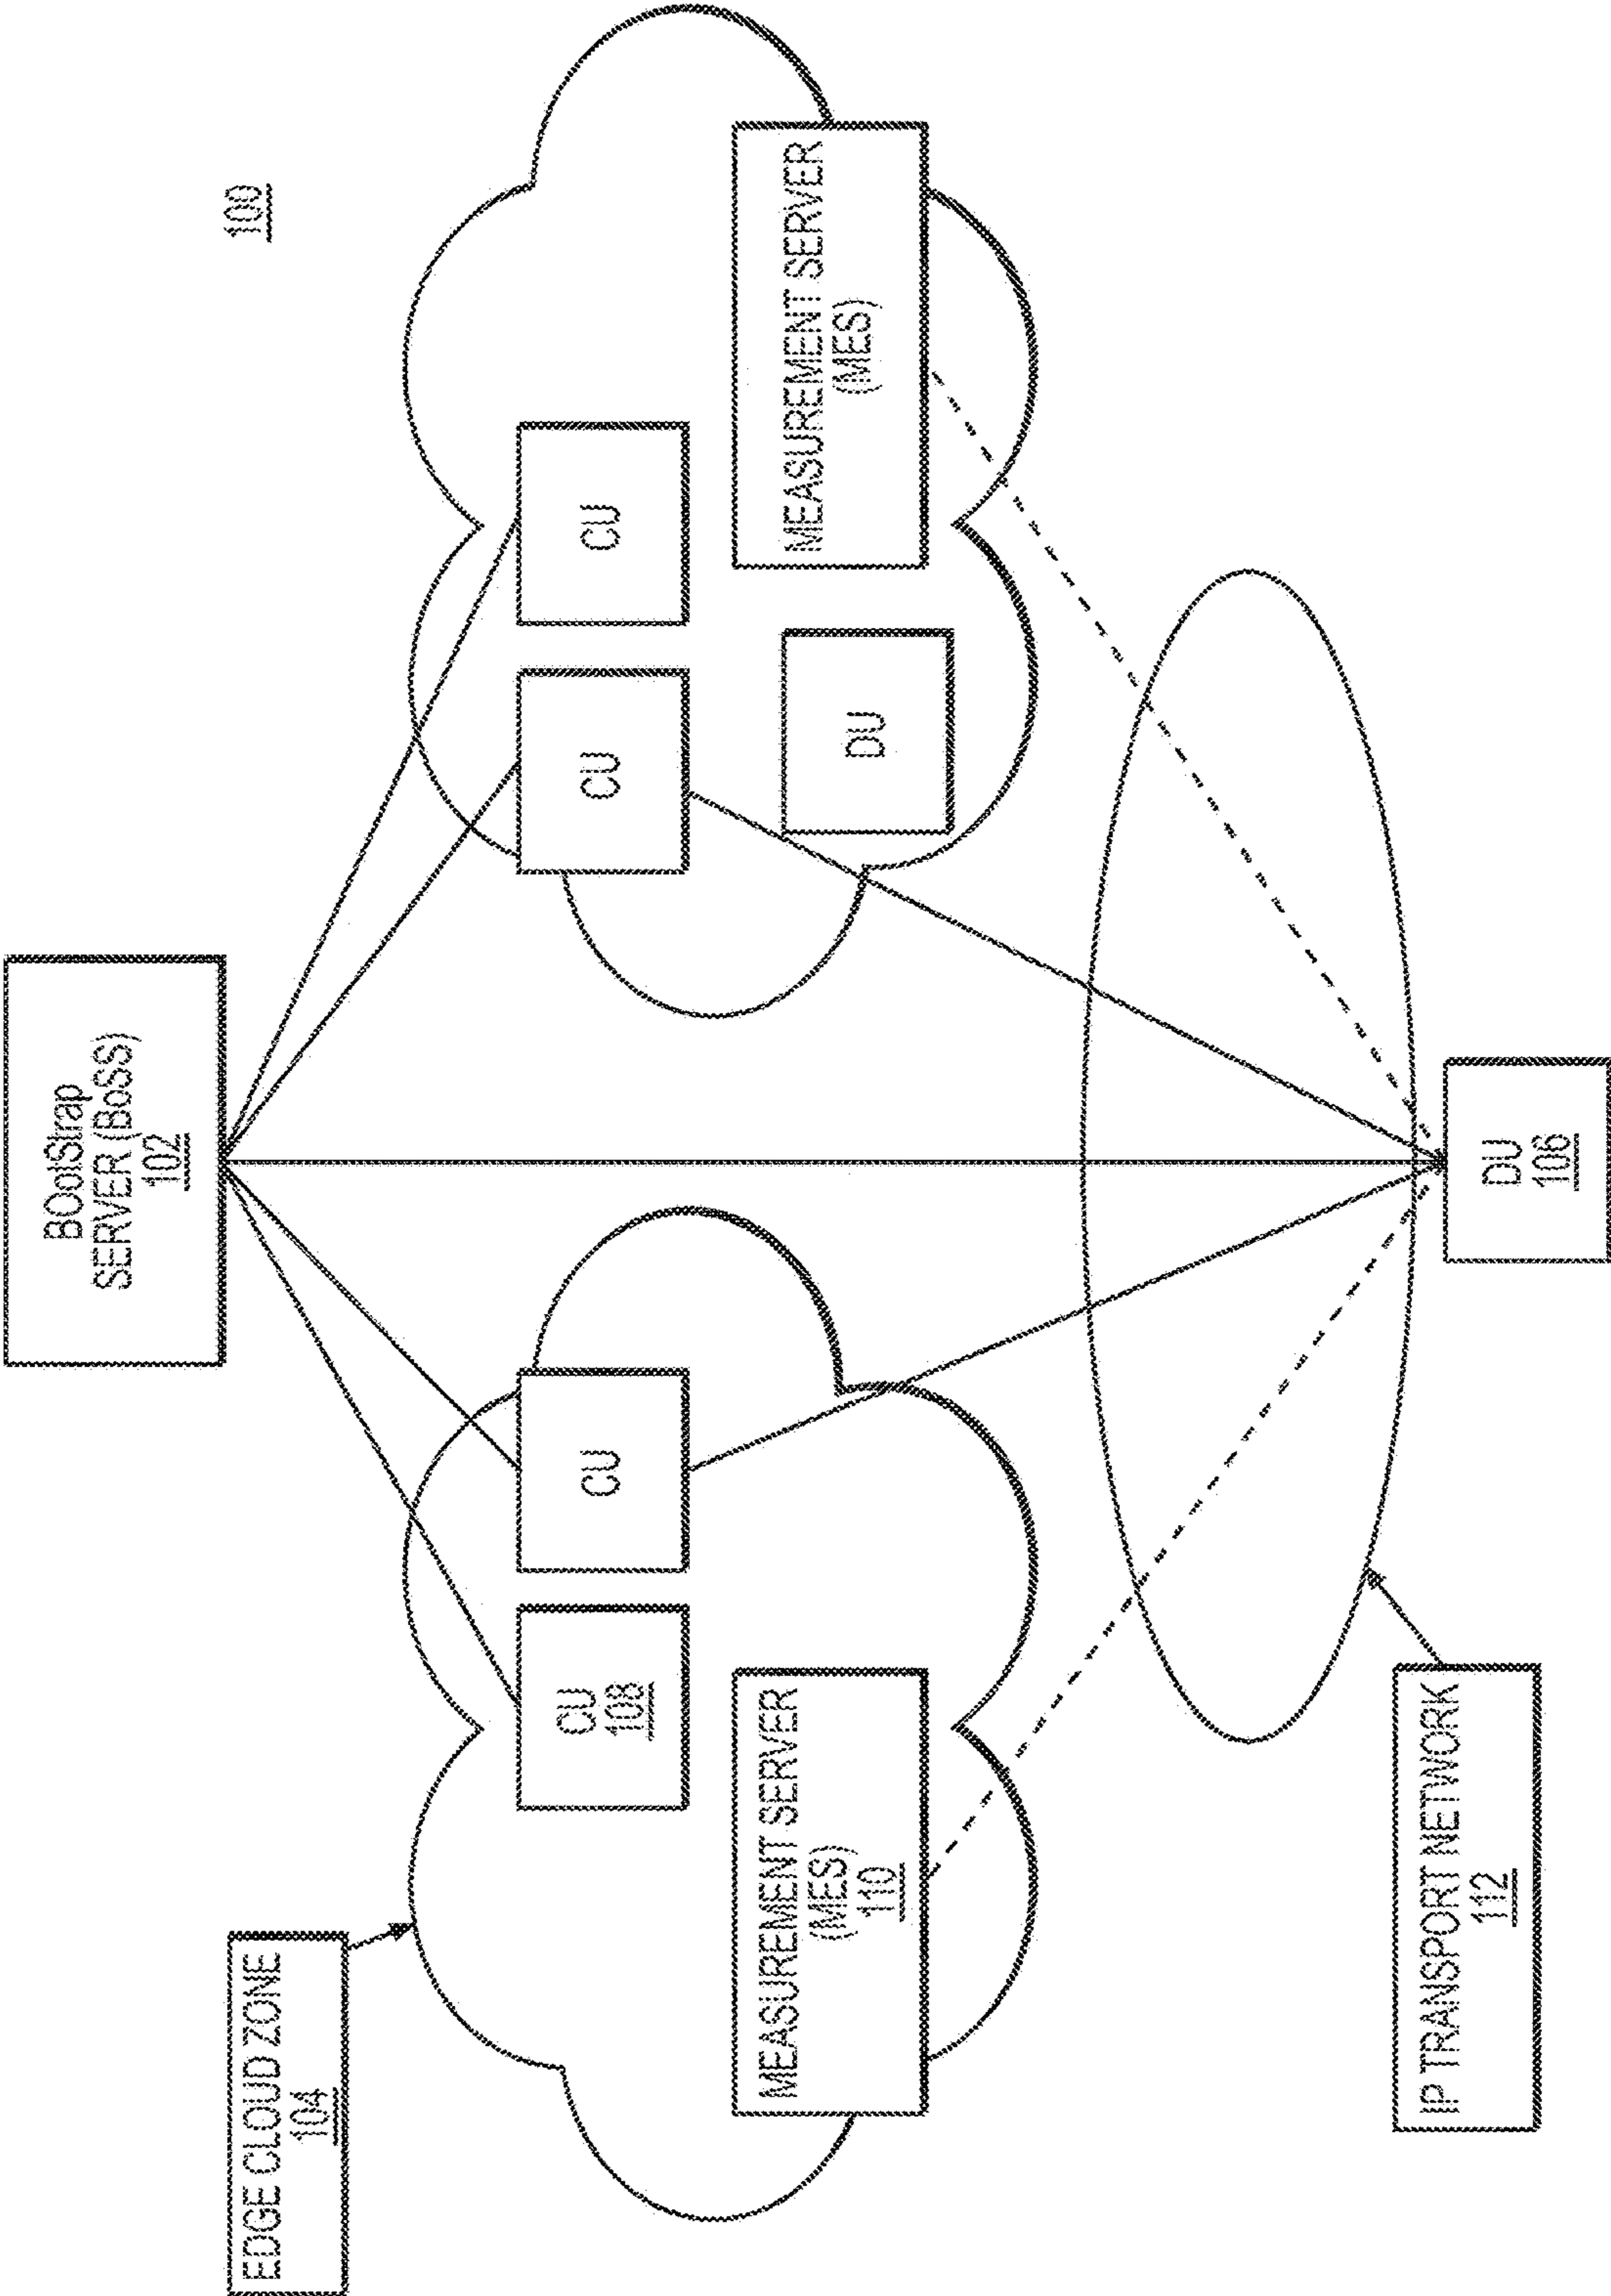 100
BOotStrap
SERVER (BoSS)
102
EDGE CLOUD ZONE
104
CU
108
CU
CU
CU
MEASUREMENT SERVER
(MES)
110
DU
MEASUREMENT SERVER
(MES)
IP TRANSPORT NETWORK
112
DU
106